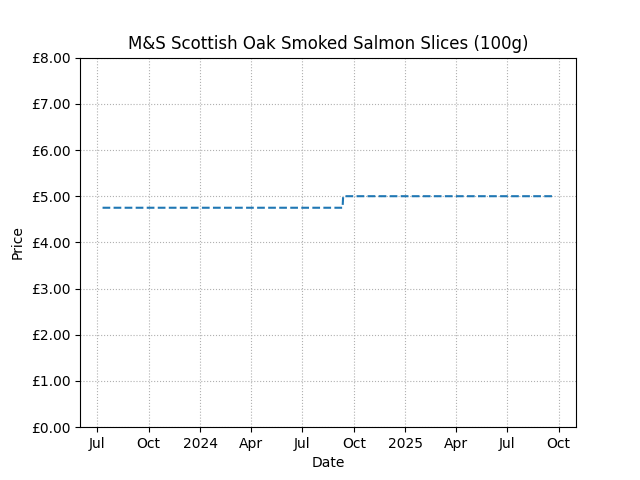 M&S Scottish Oak Smoked Salmon Slices (100g)
£8.00
£7.00
£6.00
£5.00
£4.00
£3.00
£2.00
£1.00
£0.00
Price
Jul Oct 2024 Apr Jul Oct 2025 Apr Jul Oct
Date